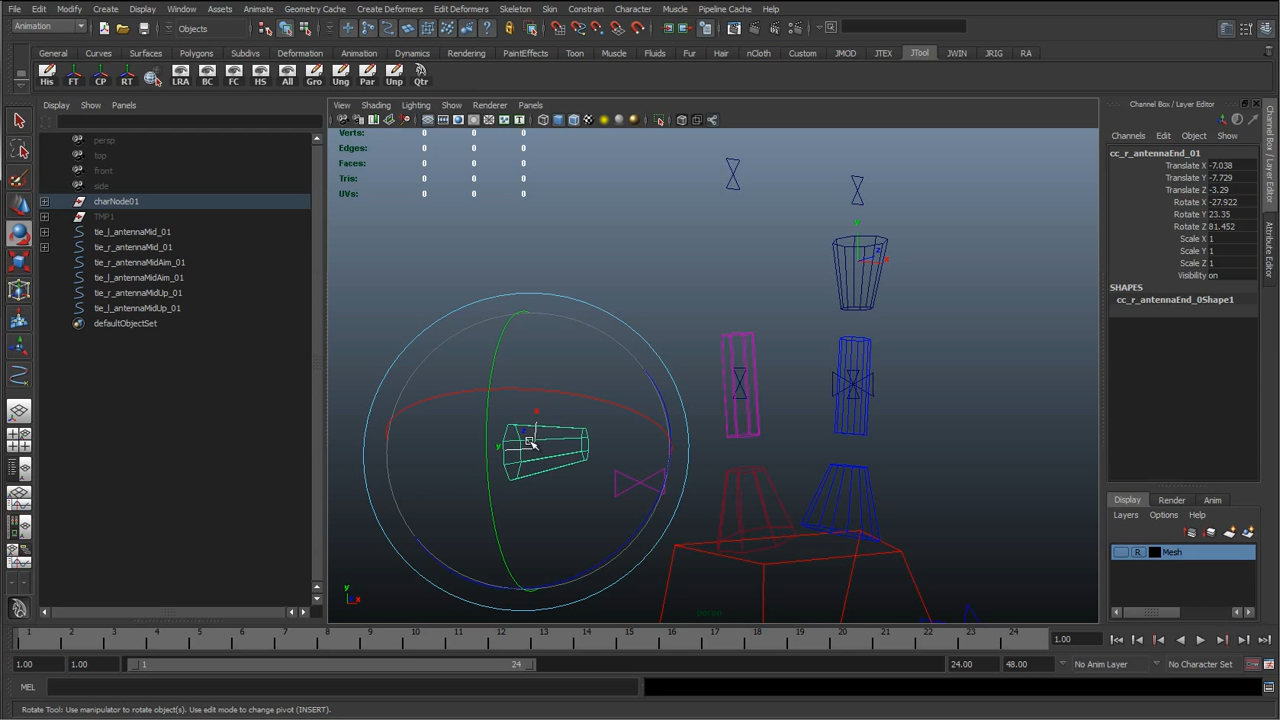 File Edit Modify Create Display Window Assets Animate Geometry Cache Create Deformers Edit Deformers Skeleton Skin Constrain Character Muscle Pipeline Cache Help
Animation Objects
General Curves Surfaces Polygons Subdivs Deformation Animation Dynamics Rendering PaintEffects Toon Muscle Fluids Fur Hair nCloth Custom JMOD JTEX JTool JWIN JRIG RA
His FT CP RT LRA BC FC HS All Gro Ung Par Unp Qtr
Display Show Panels
persp
top
front
side
charNode01
TMP1
tie_l_antennaMid_01
tie_r_antennaMid_01
tie_r_antennaMidAim_01
tie_l_antennaMidAim_01
tie_r_antennaMidUp_01
tie_l_antennaMidUp_01
defaultObjectSet
View Shading Lighting Show Renderer Panels
Verts: 0 0 0
Edges: 0 0 0
Faces: 0 0 0
Tris: 0 0 0
UVs: 0 0 0
y
z
x
y
z
y
x
persp
Channel Box / Layer Editor
Channels Edit Object Show
cc_r_antennaEnd_01
Translate X -7.038
Translate Y -7.729
Translate Z -3.29
Rotate X -27.922
Rotate Y 23.35
Rotate Z 81.452
Scale X 1
Scale Y 1
Scale Z 1
Visibility on
SHAPES
cc_r_antennaEnd_0Shape1
Channel Box / Layer Editor
Attribute Editor
Display Render Anim
Layers Options Help
R Mesh
1 2 3 4 5 6 7 8 9 10 11 12 13 14 15 16 17 18 19 20 21 22 23 24 1.00
1.00 1.00 1 24 24.00 48.00 No Anim Layer No Character Set
MEL
Rotate Tool: Use manipulator to rotate object(s). Use edit mode to change pivot (INSERT).